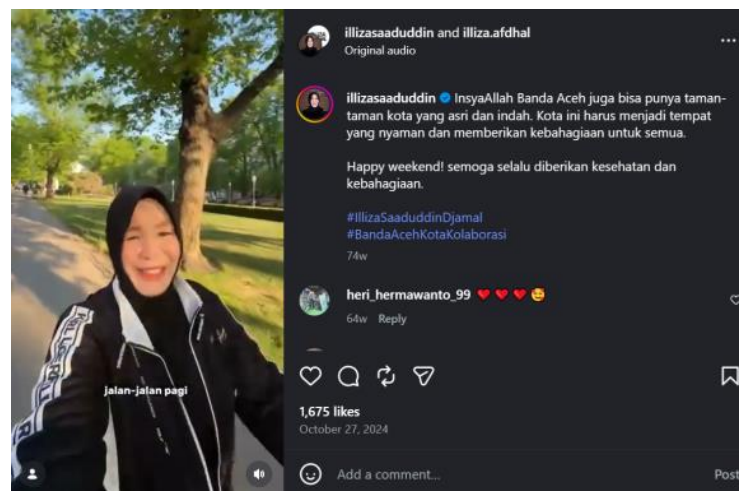 illizasaaduddin and illiza.afdhal
Original audio
illizasaaduddin InsyaAllah Banda Aceh juga bisa punya taman-
taman kota yang asri dan indah. Kota ini harus menjadi tempat
yang nyaman dan memberikan kebahagiaan untuk semua.
Happy weekend! semoga selalu diberikan kesehatan dan
kebahagiaan.
#IllizaSaaduddinDjamal
#BandaAcehKotaKolaborasi
74w
heri_hermawanto_99 ❤️ ❤️ ❤️ 🥰
64w Reply
jalan-jalan pagi
1,675 likes
October 27, 2024
Add a comment...
Post